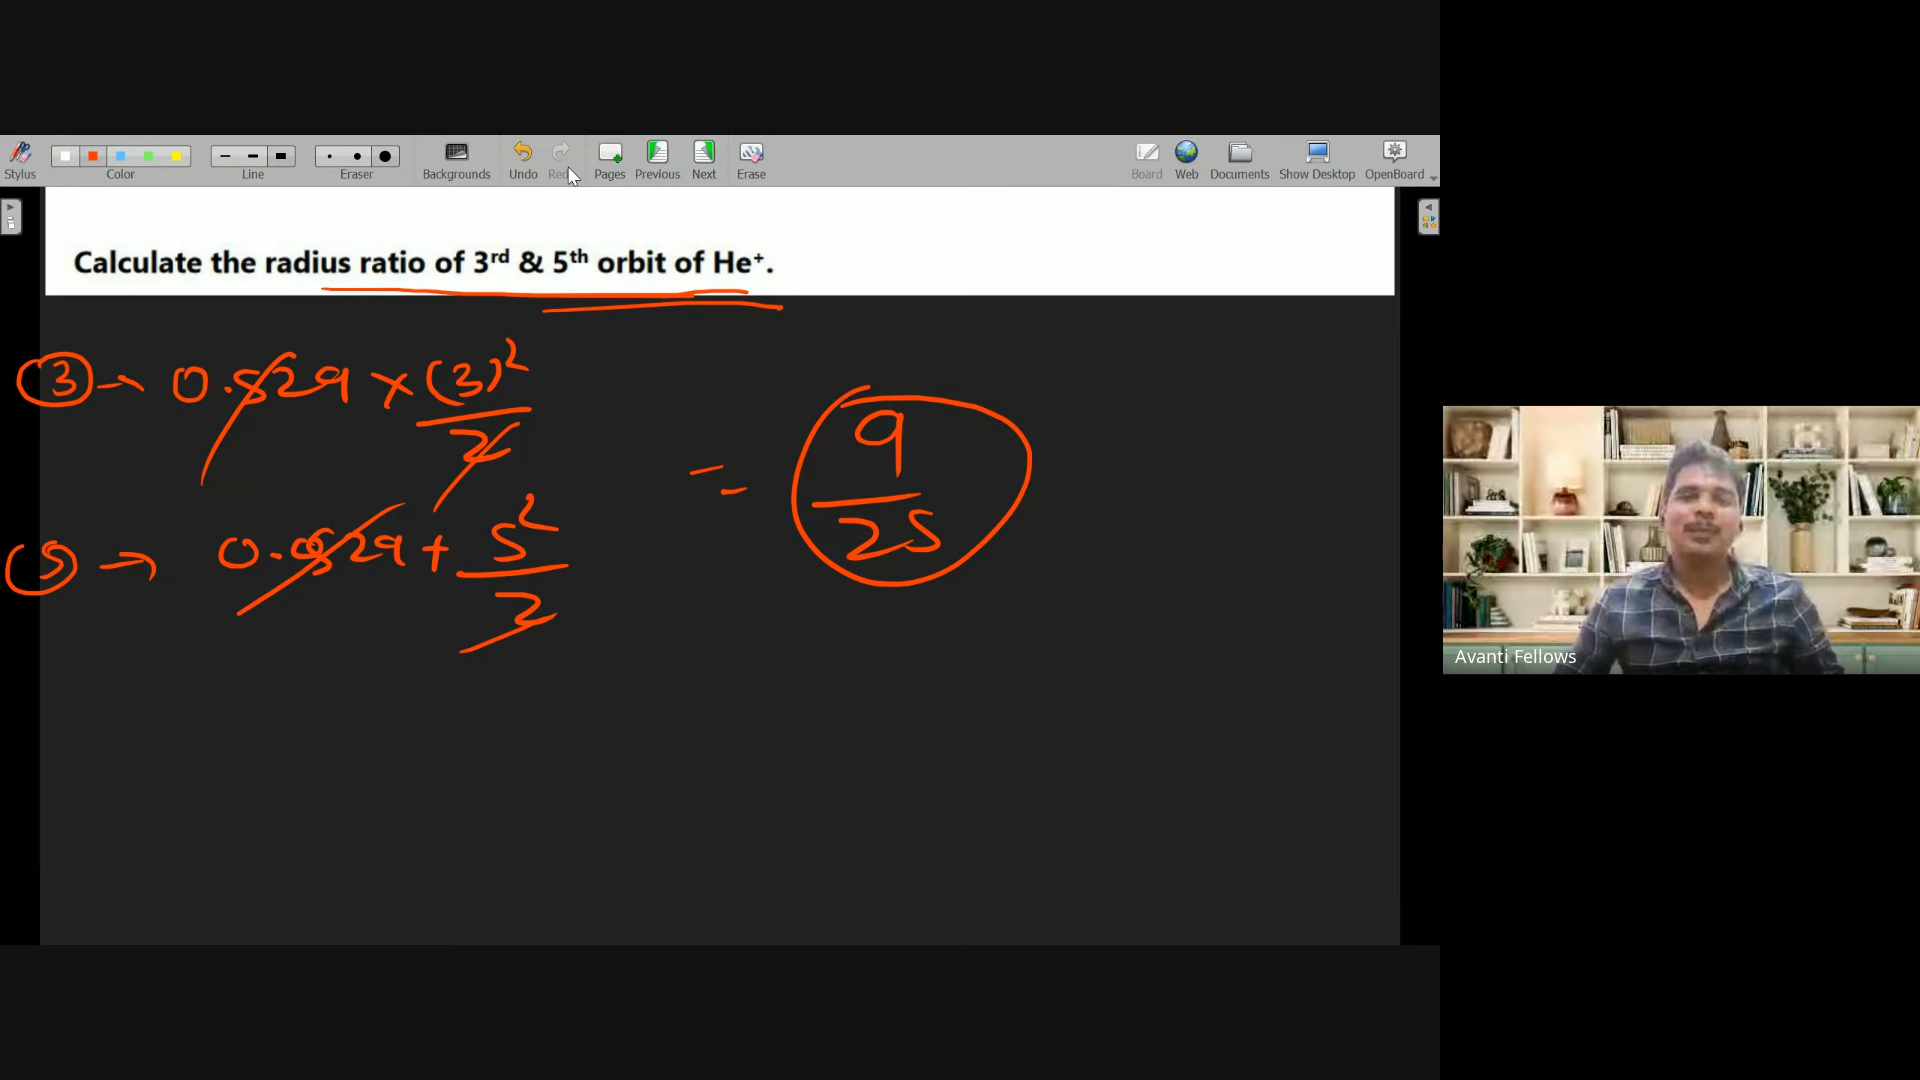 Stylus Color Line Eraser Backgrounds Undo Redo Pages Previous Next Erase Board Web Documents Show Desktop OpenBoard
Calculate the radius ratio of 3rd & 5th orbit of He+.
③ → 0.529 × (3)²/2
= 9/25
⑤ → 0.0529 + 5²/2
Avanti Fellows